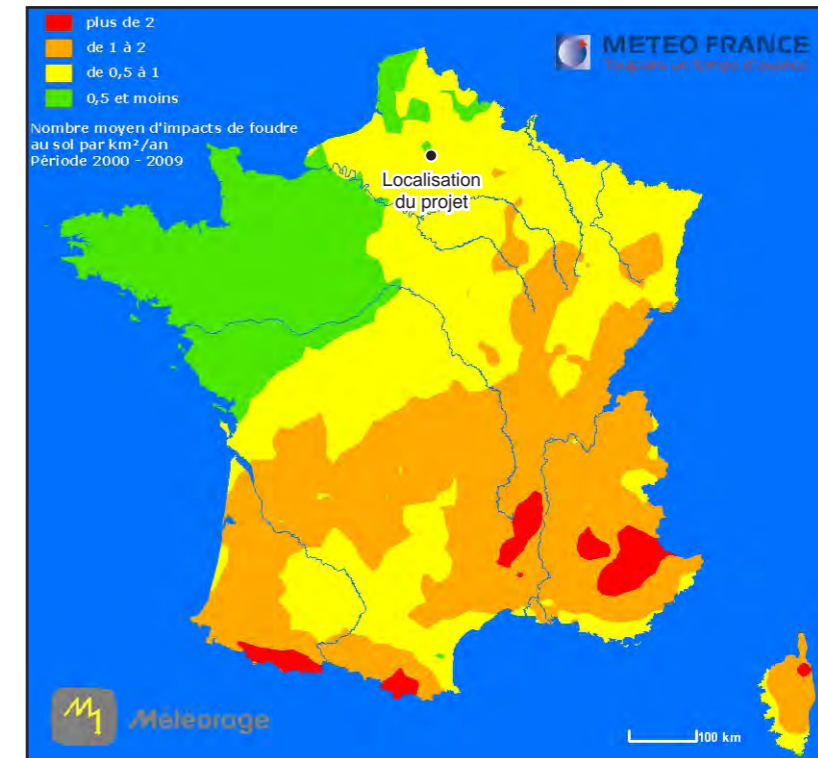 plus de 2
de 1 à 2
de 0,5 à 1
0,5 et moins
Nombre moyen d'impacts de foudre
au sol par km²/an
Période 2000 - 2009
METEO FRANCE
Toujours un temps d'avance
Localisation
du projet
Météorage
100 km